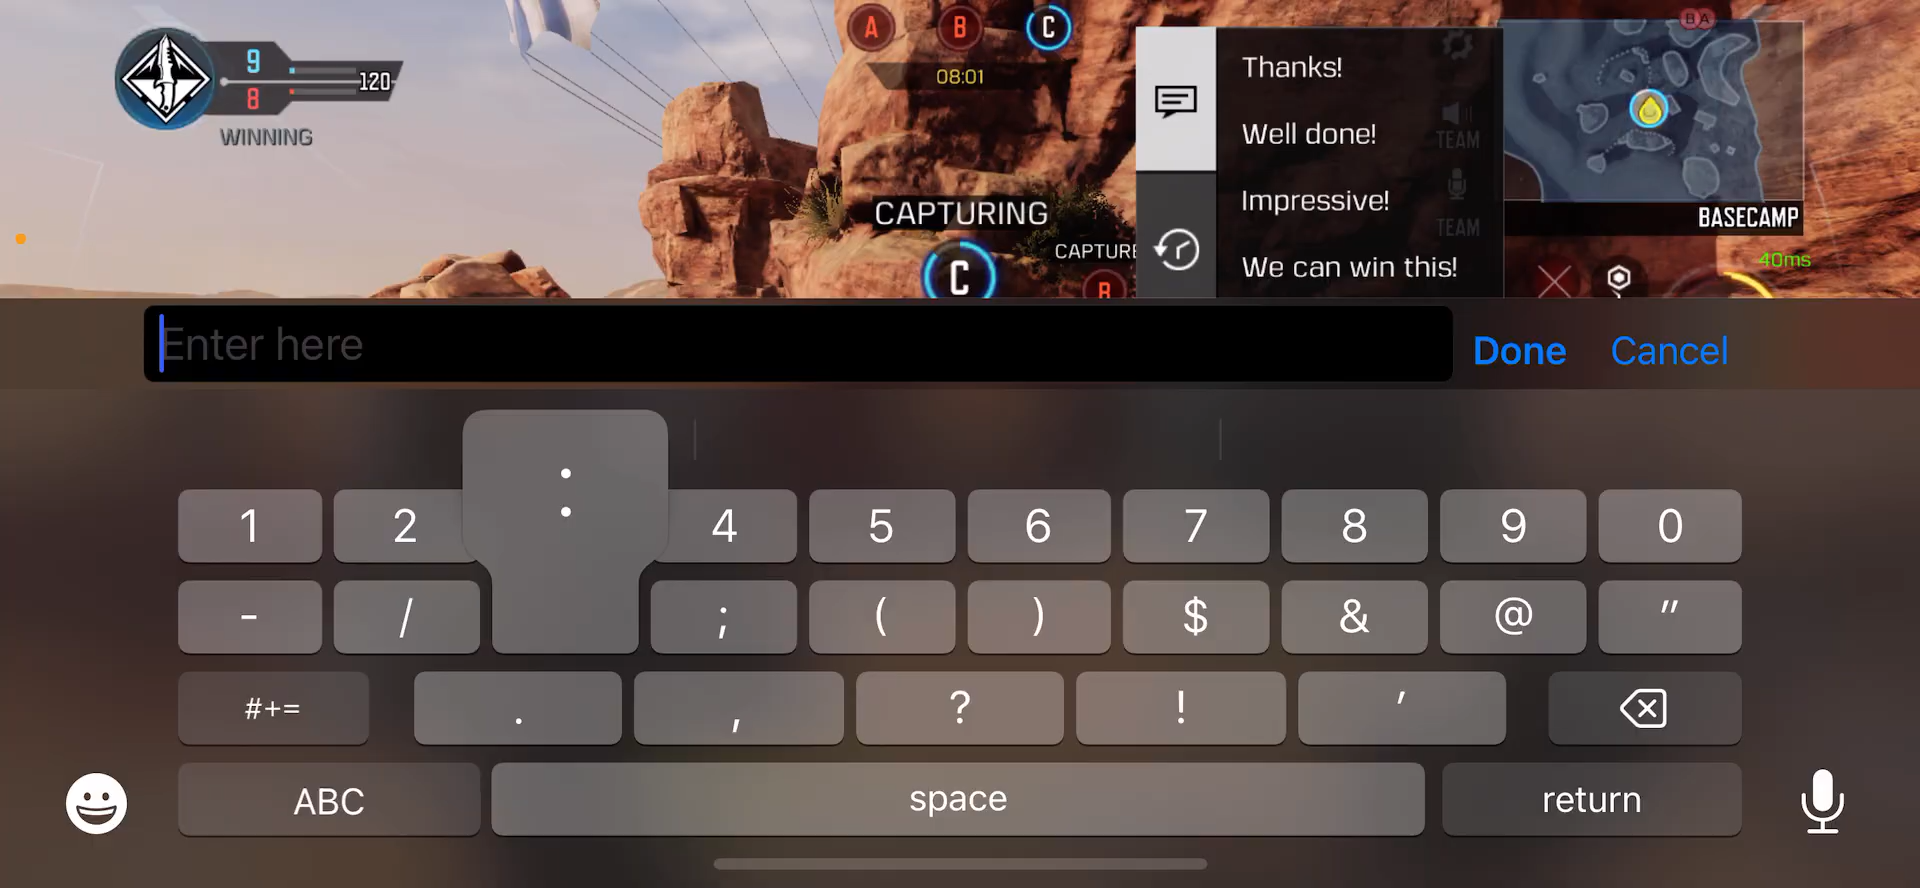 A B C
08:01
9
8
120
WINNING
CAPTURING
C
CAPTURE
B
Thanks!
Well done!
Impressive!
We can win this!
TEAM
TEAM
B A
BASECAMP
40ms
Enter here
Done Cancel
:
1 2 4 5 6 7 8 9 0
- / ; ( ) $ & @ "
#+= . , ? ! '
ABC space return